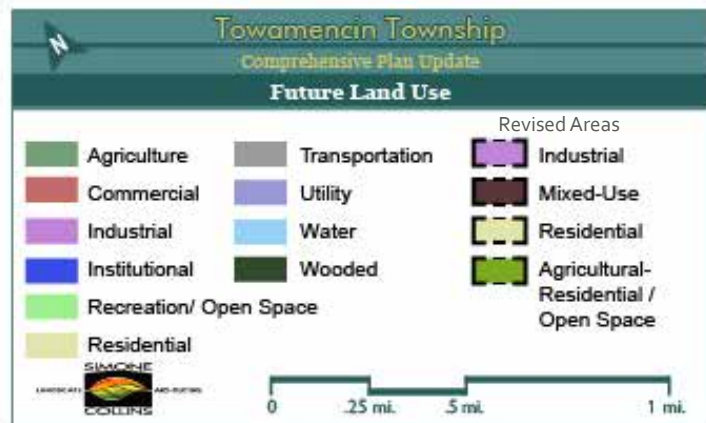 N
Towamencin Township
Comprehensive Plan Update
Future Land Use
Agriculture
Commercial
Industrial
Institutional
Recreation/ Open Space
Residential
Transportation
Utility
Water
Wooded
Revised Areas
Industrial
Mixed-Use
Residential
Agricultural-
Residential /
Open Space
SIMONE
COLLINS
0 .25 mi. .5 mi. 1 mi.